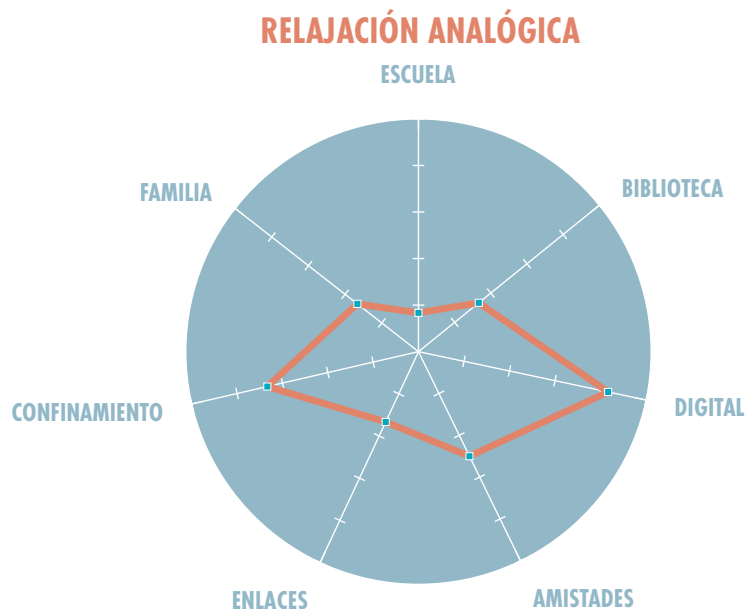 RELAJACIÓN ANALÓGICA
ESCUELA
BIBLIOTECA
FAMILIA
DIGITAL
CONFINAMIENTO
AMISTADES
ENLACES